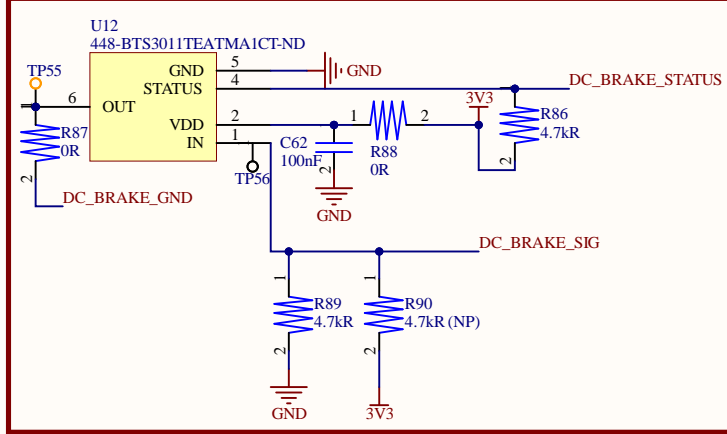 U12
448-BTS3011TEATMA1CT-ND
TP55
1
6
OUT
GND
5
GND
STATUS
4
DC_BRAKE_STATUS
VDD
2
IN
1
R87
0R
2
DC_BRAKE_GND
TP56
C62
100nF
2
GND
1
2
R88
0R
3V3
R86
4.7kR
2
DC_BRAKE_SIG
1
R89
4.7kR
2
GND
1
R90
4.7kR (NP)
2
3V3